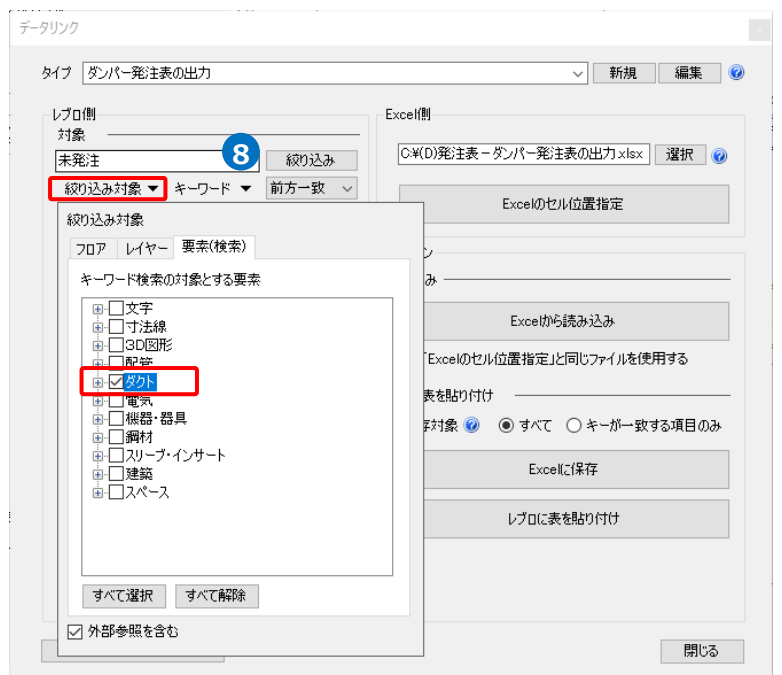 データリンク
タイプ ダンパー発注表の出力 新規 編集
レブロ側
対象
未発注 8 絞り込み
絞り込み対象 ▼ キーワード ▼ 前方一致
絞り込み対象
フロア レイヤー 要素(検索)
キーワード検索の対象とする要素
文字
寸法線
3D図形
配管
ダクト
電気
機器・器具
鋼材
スリーブ・インサート
建築
スペース
すべて選択 すべて解除
外部参照を含む
Excel側
C:¥(D)発注表-ダンパー発注表の出力.xlsx 選択
Excelのセル位置指定
ン
み
Excelから読み込み
「Excelのセル位置指定」と同じファイルを使用する
表を貼り付け
存対象 すべて キーが一致する項目のみ
Excelに保存
レブロに表を貼り付け
閉じる